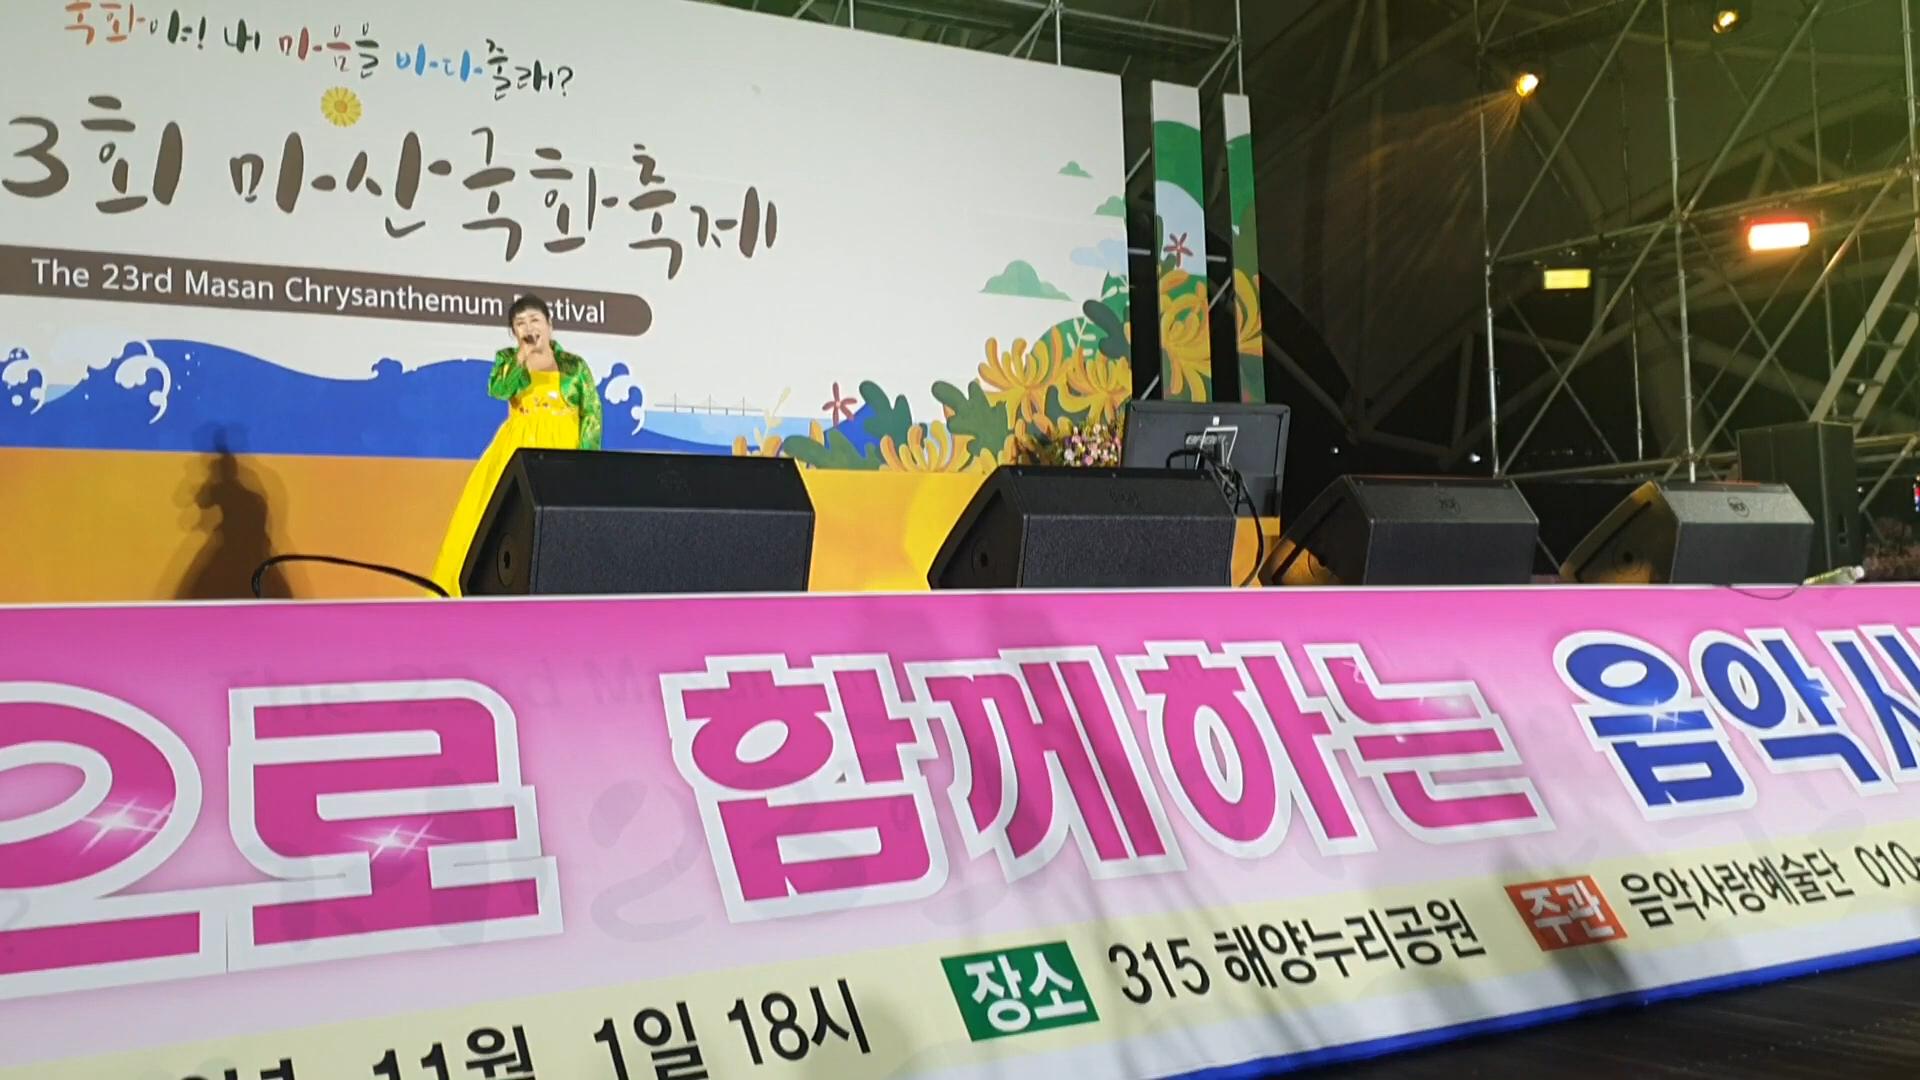 국화야! 내 마음을 받아줄래?
3회 마산국화축제
The 23rd Masan Chrysanthemum
으로 함께하는 음악
11월 1일 18시
장소 315 해양누리공원
주관 음악사랑예술단 010-